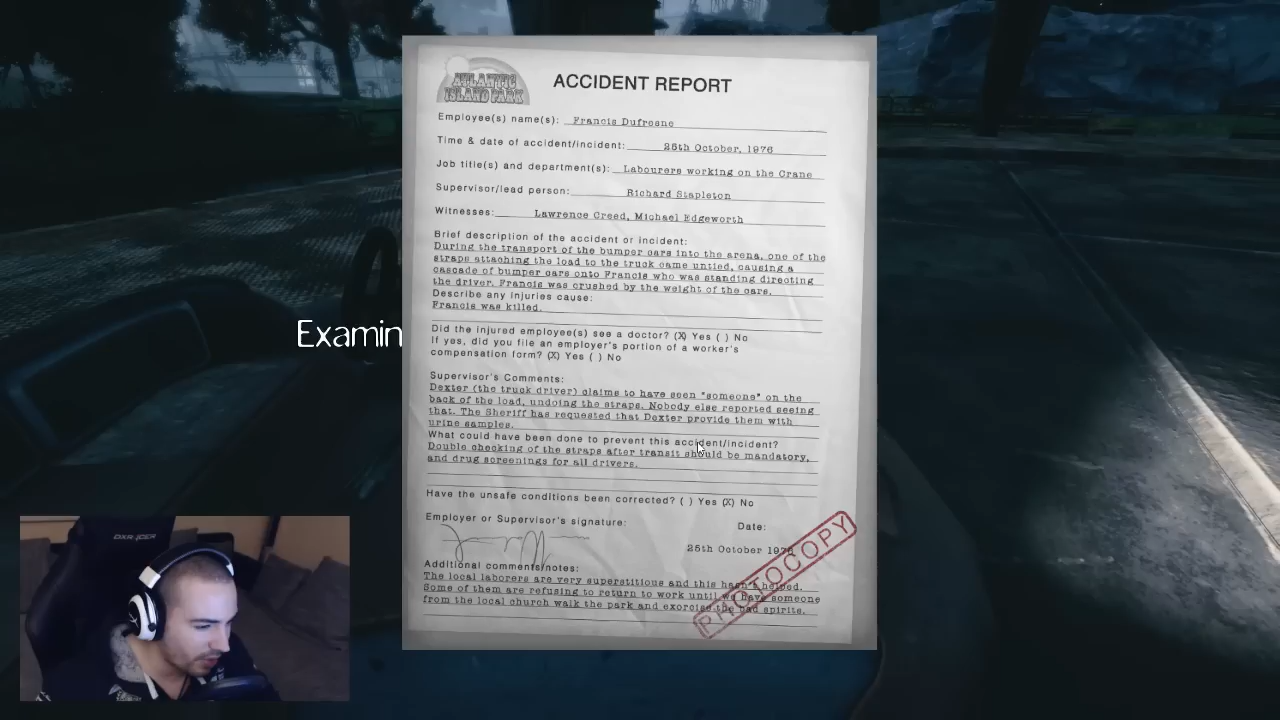 ATLANTIC
ISLAND PARK
ACCIDENT REPORT
Employee(s) name(s): Francis Dufresne
Time & date of accident/incident: 25th October, 1976
Job title(s) and department(s): Labourers working on the Crane
Supervisor/lead person: Richard Stapleton
Witnesses: Lawrence Creed, Michael Edgeworth
Brief description of the accident or incident:
During the transport of the bumper cars into the arena, one of the
straps attaching the load to the truck came untied, causing a
cascade of bumper cars onto Francis who was standing directing
the driver. Francis was crushed by the weight of the cars.
Describe any injuries cause:
Francis was killed.
Did the injured employee(s) see a doctor? (X) Yes ( ) No
If yes, did you file an employer's portion of a worker's
compensation form? (X) Yes ( ) No
Examin
Supervisor's Comments:
Dexter (the truck driver) claims to have seen "someone" on the
back of the load, undoing the straps. Nobody else reported seeing
that. The Sheriff has requested that Dexter provide them with
urine samples.
What could have been done to prevent this accident/incident?
Double checking of the straps after transit should be mandatory,
and drug screenings for all drivers.
Have the unsafe conditions been corrected? ( ) Yes (X) No
Employer or Supervisor's signature:
Date:
25th October 1976
Additional comments/notes:
The local laborers are very superstitious and this hasn't helped.
Some of them are refusing to return to work until we have someone
from the local church walk the park and exorcise the bad spirits.
PHOTOCOPY
DXRACER